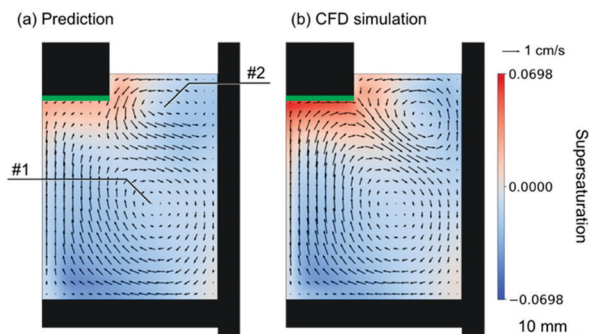 (a) Prediction
(b) CFD simulation
1 cm/s
0.0698
#2
#1
0.0000
Supersaturation
−0.0698
10 mm